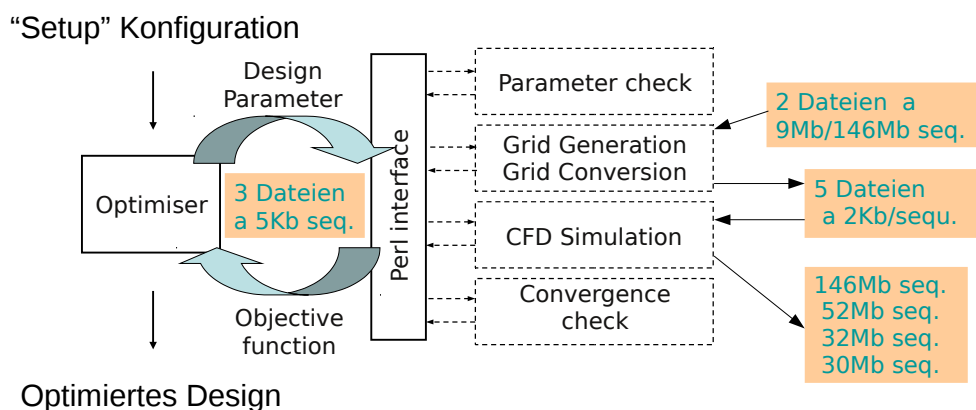 “Setup” Konfiguration
Design
Parameter
Optimiser
3 Dateien
a 5Kb seq.
Objective
function
Perl interface
Parameter check
Grid Generation
Grid Conversion
CFD Simulation
Convergence
check
2 Dateien a
9Mb/146Mb seq.
5 Dateien
a 2Kb/sequ.
146Mb seq.
52Mb seq.
32Mb seq.
30Mb seq.
Optimiertes Design